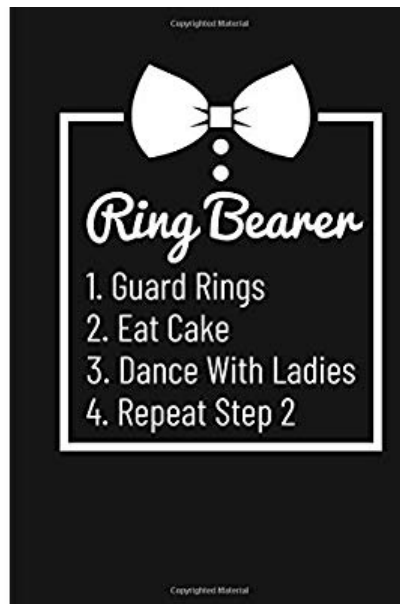 Copyrighted Material
Ring Bearer
1. Guard Rings
2. Eat Cake
3. Dance With Ladies
4. Repeat Step 2
Copyrighted Material